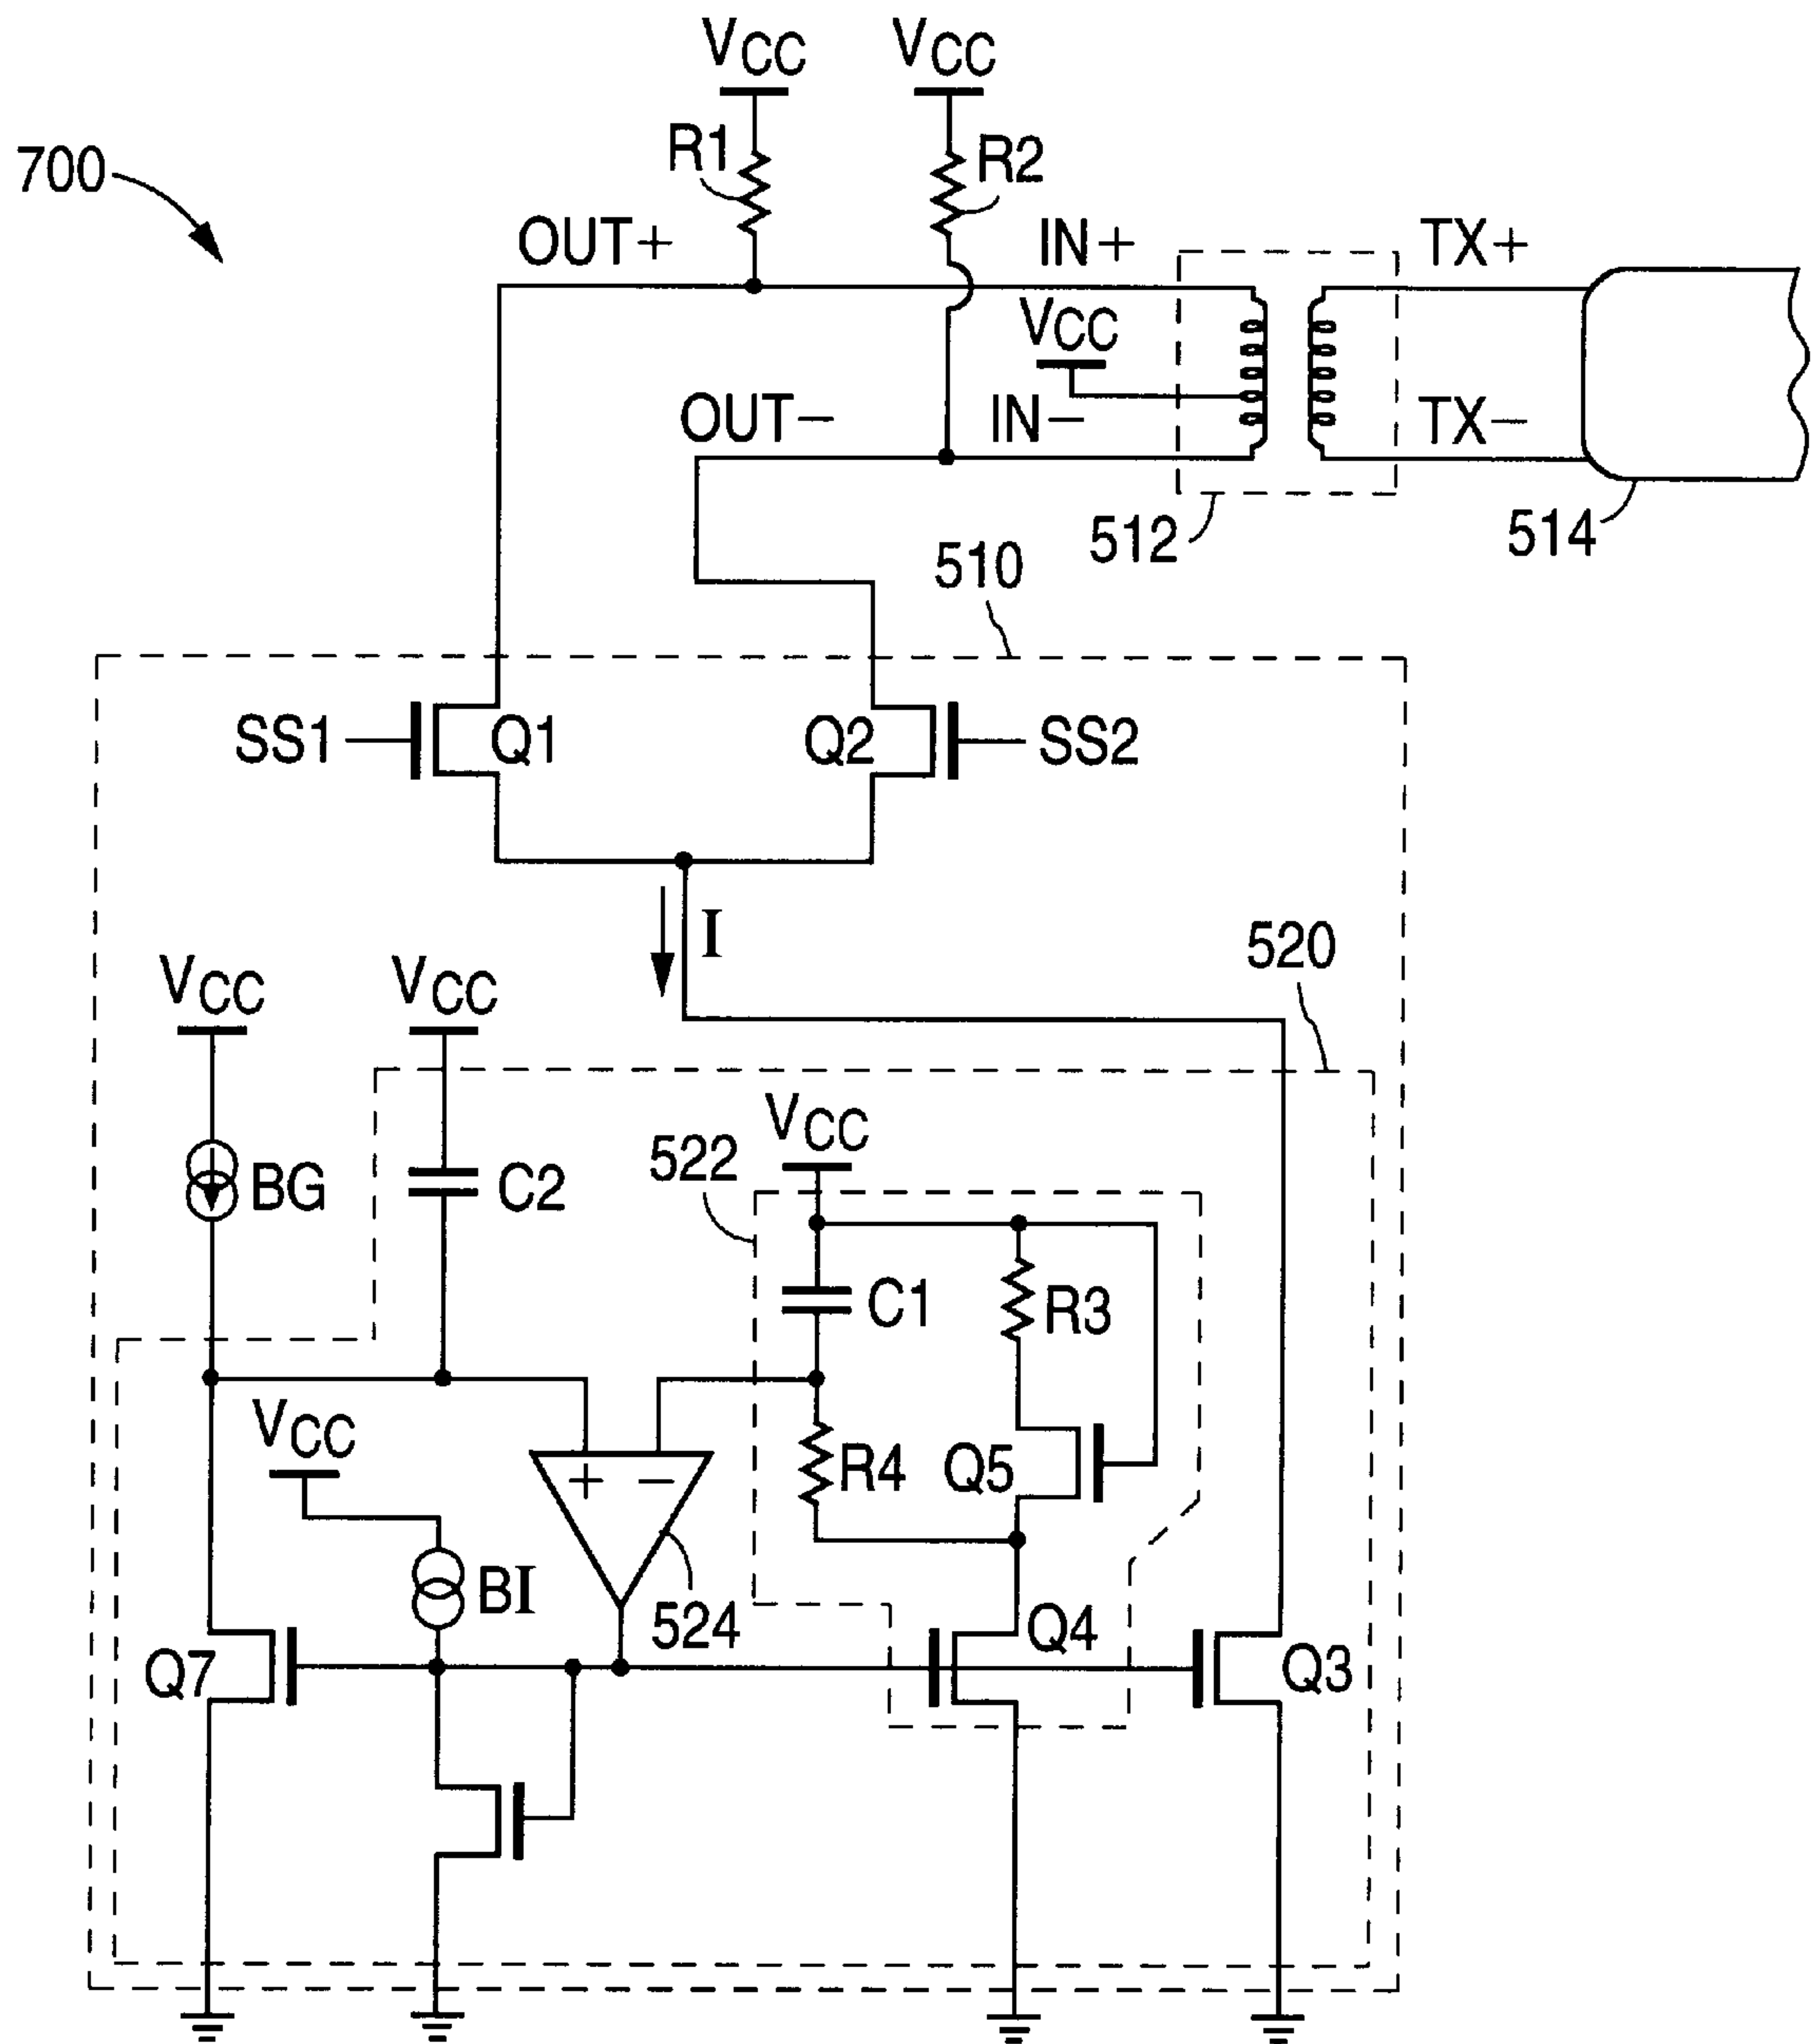 VCC VCC
700
R1 R2
OUT+ IN+ TX+
VCC
OUT− IN− TX−
512 514
510
SS1 Q1 Q2 SS2
I
520
VCC VCC
VCC
522
BG C2
C1 R3
VCC
+ − R4 Q5
BI
524
Q7 Q4 Q3